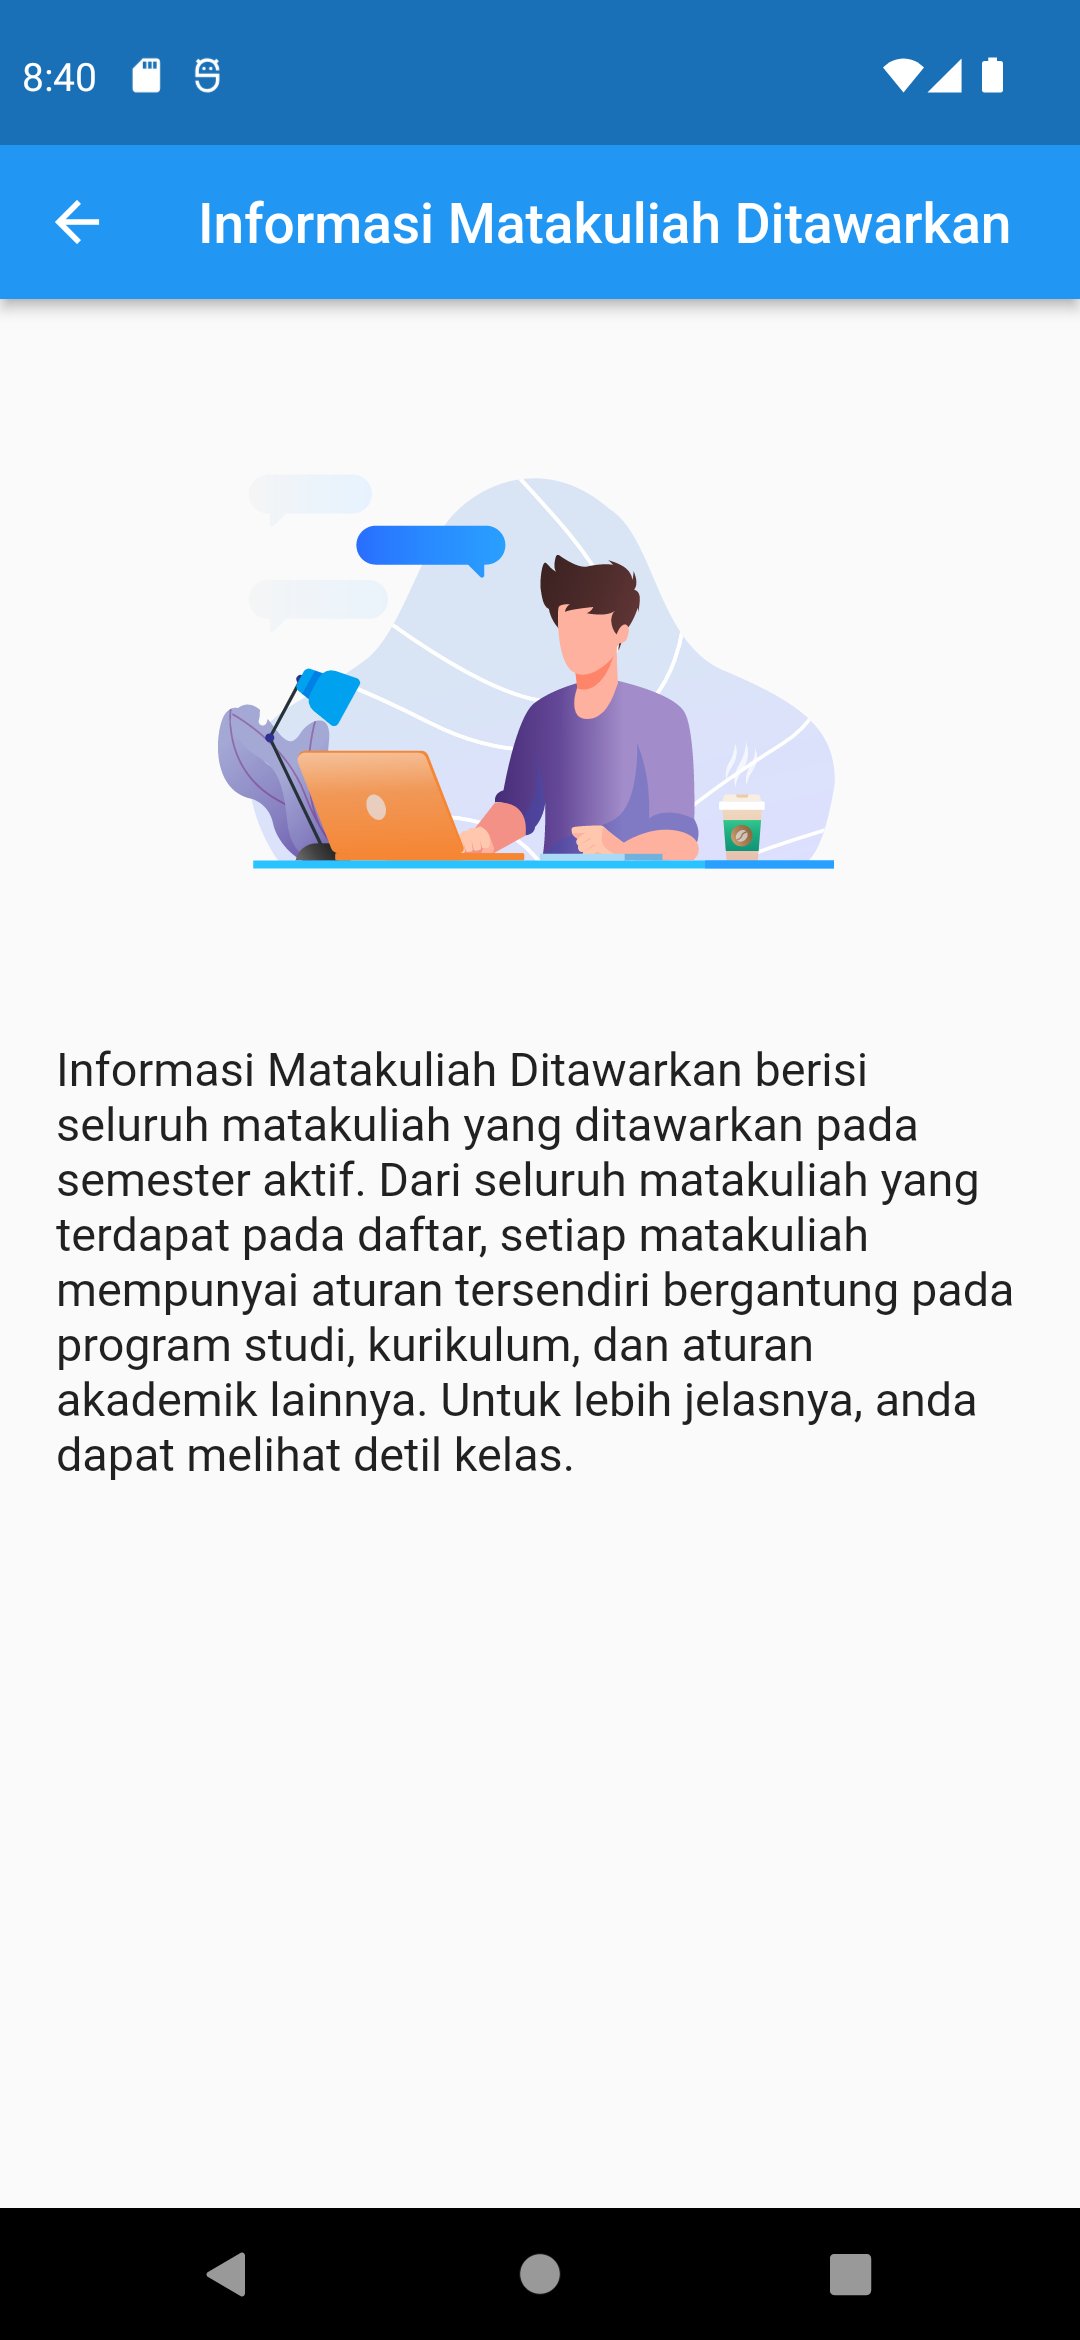 8:40
Informasi Matakuliah Ditawarkan
Informasi Matakuliah Ditawarkan berisi
seluruh matakuliah yang ditawarkan pada
semester aktif. Dari seluruh matakuliah yang
terdapat pada daftar, setiap matakuliah
mempunyai aturan tersendiri bergantung pada
program studi, kurikulum, dan aturan
akademik lainnya. Untuk lebih jelasnya, anda
dapat melihat detil kelas.